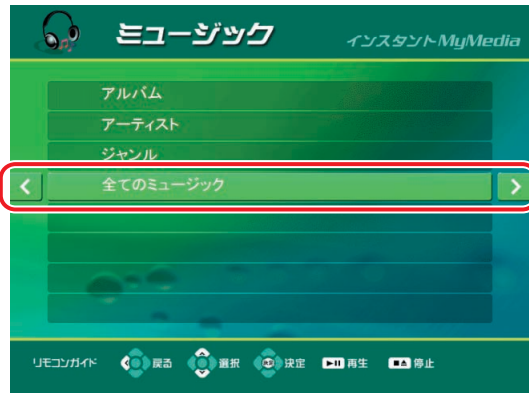 ミュージック インスタントMyMedia
アルバム
アーティスト
ジャンル
全てのミュージック
リモコンガイド 戻る 選択 決定 再生 停止